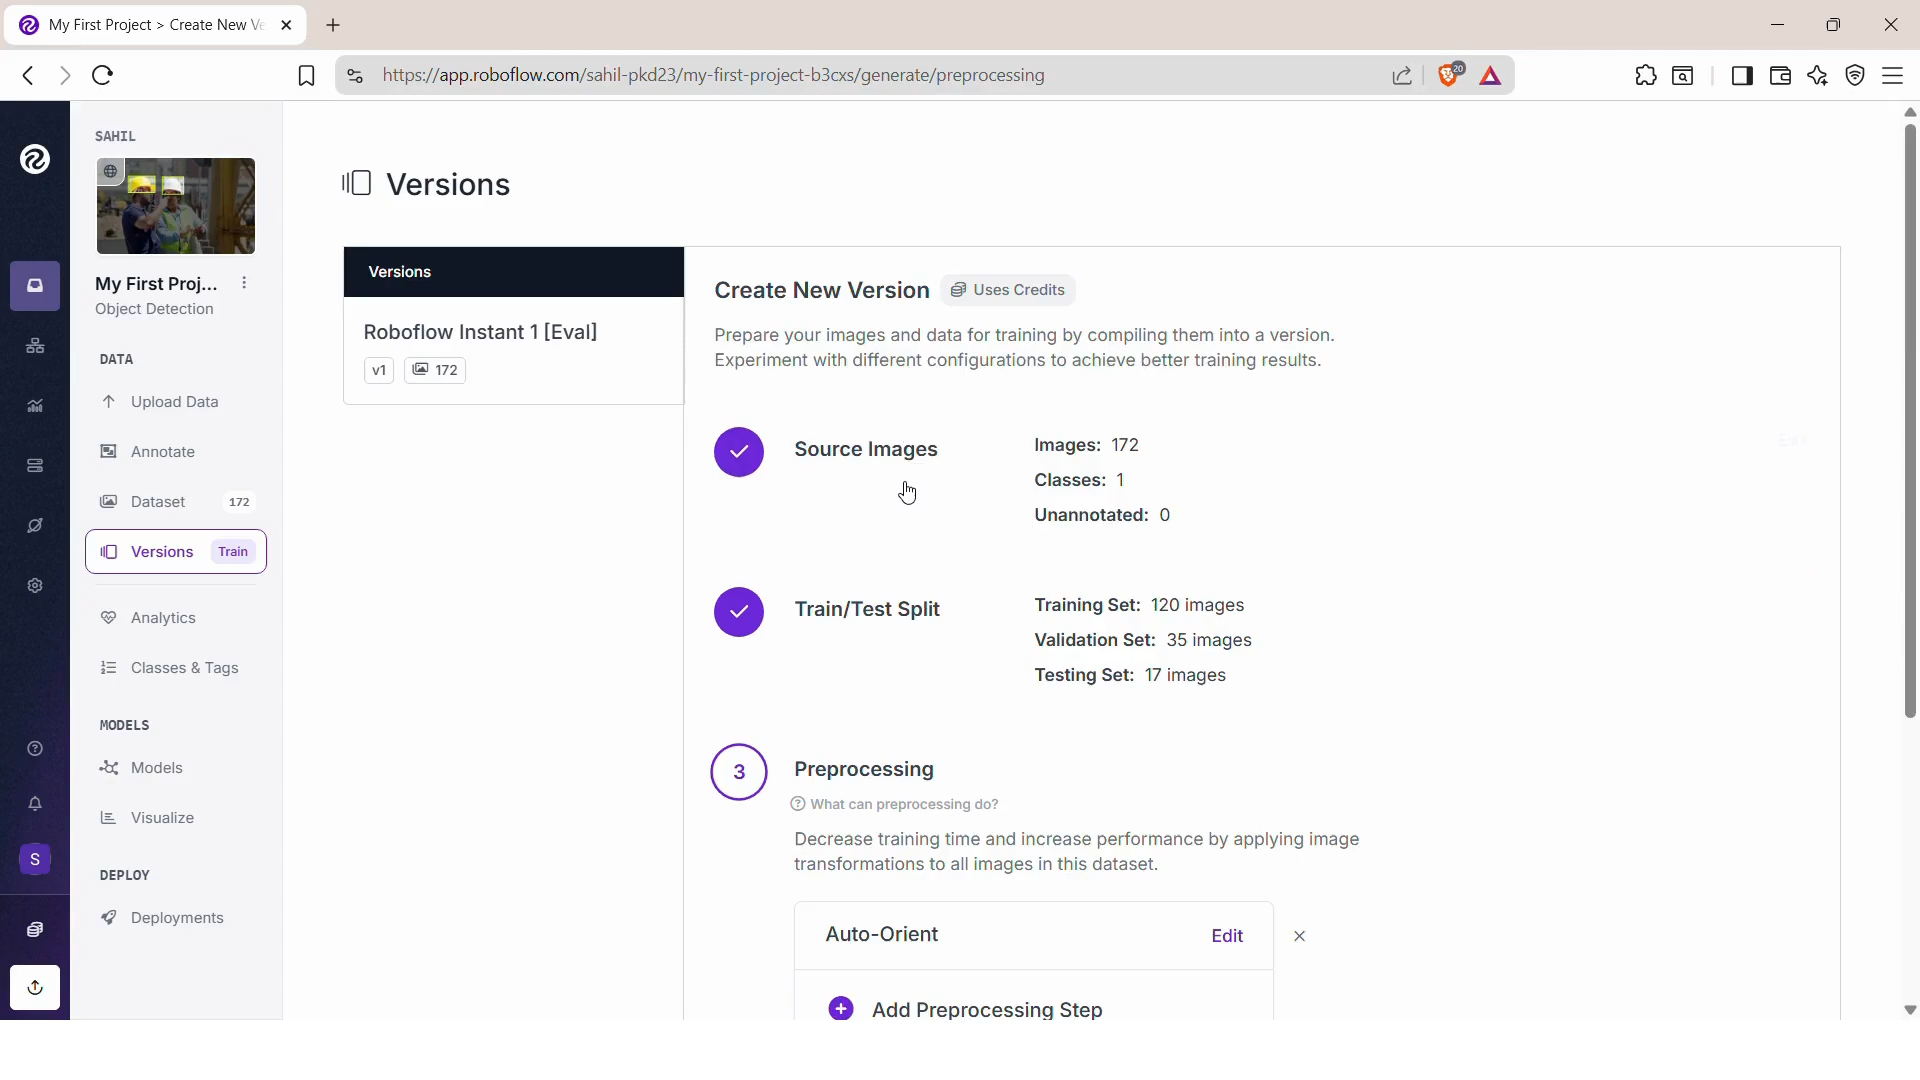 My First Project > Create New Ve
https://app.roboflow.com/sahil-pkd23/my-first-project-b3cxs/generate/preprocessing
20
SAHIL
My First Proj...
Object Detection
DATA
Upload Data
Annotate
Dataset 172
Versions Train
Analytics
Classes & Tags
MODELS
Models
Visualize
DEPLOY
Deployments
S
Versions
Versions
Roboflow Instant 1 [Eval]
v1 172
Create New Version Uses Credits
Prepare your images and data for training by compiling them into a version.
Experiment with different configurations to achieve better training results.
Source Images
Images: 172
Classes: 1
Unannotated: 0
Train/Test Split
Training Set: 120 images
Validation Set: 35 images
Testing Set: 17 images
3 Preprocessing
What can preprocessing do?
Decrease training time and increase performance by applying image
transformations to all images in this dataset.
Auto-Orient Edit
Add Preprocessing Step